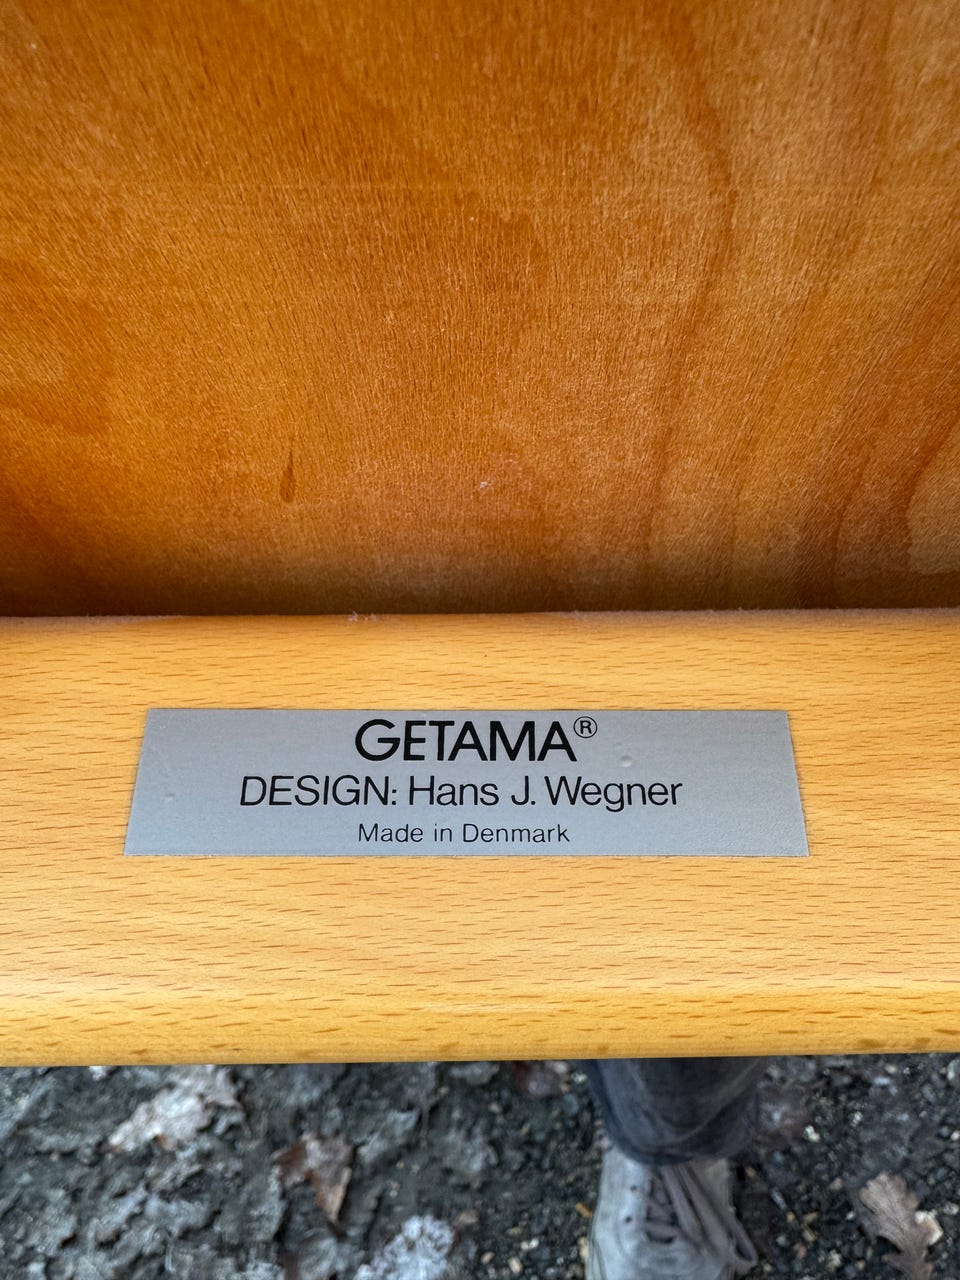 GETAMA®
DESIGN: Hans J. Wegner
Made in Denmark